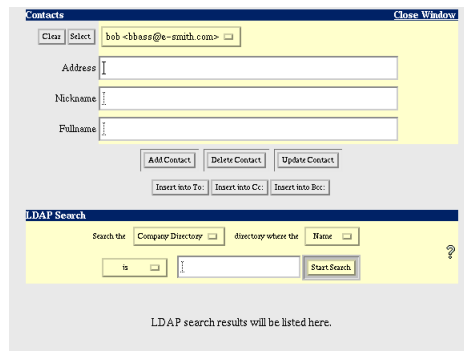 Contacts Close Window
Clear Select bob <bbass@e-smith.com>
Address
Nickname
Fullname
Add Contact Delete Contact Update Contact
Insert into To: Insert into Cc: Insert into Bcc:
LDAP Search
Search the Company Directory directory where the Name
?
is Start Search
LDAP search results will be listed here.